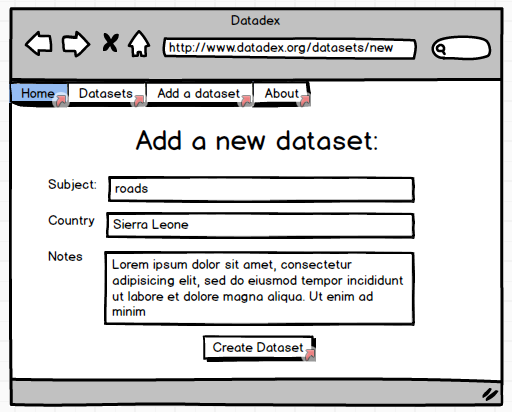 Datadex
http://www.datadex.org/datasets/new
Home Datasets Add a dataset About
Add a new dataset:
Subject: roads
Country Sierra Leone
Notes
Lorem ipsum dolor sit amet, consectetur
adipisicing elit, sed do eiusmod tempor incididunt
ut labore et dolore magna aliqua. Ut enim ad
minim
Create Dataset